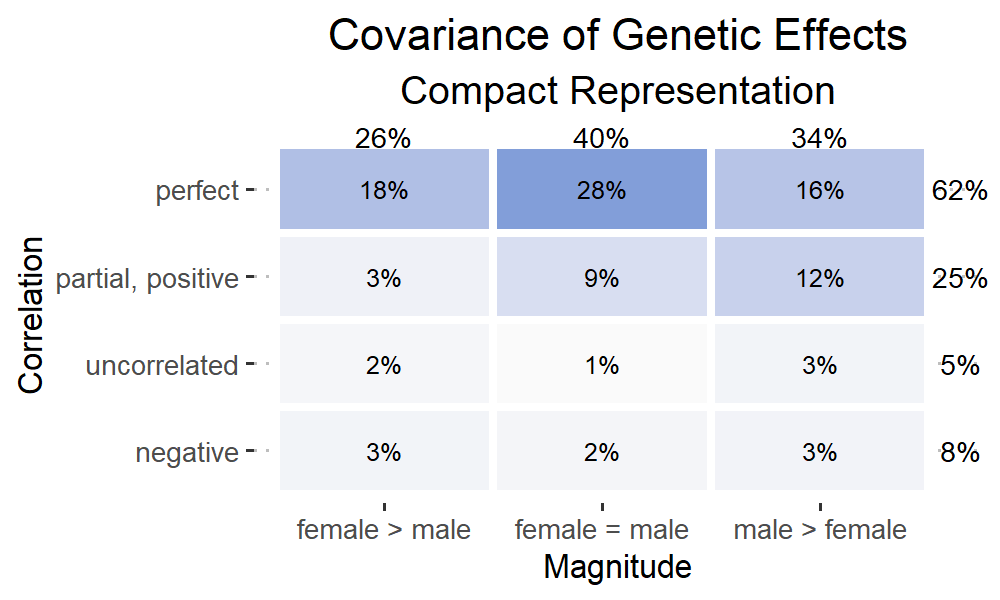 Covariance of Genetic Effects
Compact Representation
26% 40% 34%
perfect 18% 28% 16% 62%
partial, positive 3% 9% 12% 25%
uncorrelated 2% 1% 3% 5%
negative 3% 2% 3% 8%
Correlation
female > male female = male male > female
Magnitude